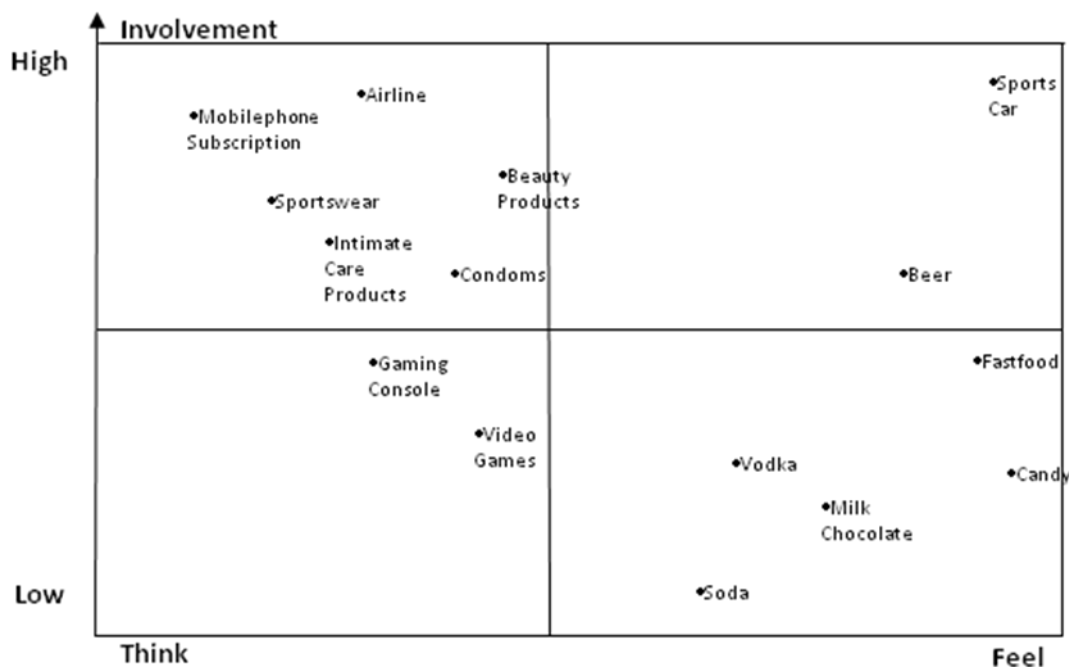 Involvement
High
Sports
Car
Airline
Mobilephone
Subscription
Beauty
Products
Sportswear
Intimate
Care
Products
Condoms
Beer
Gaming
Console
Fastfood
Video
Games
Vodka
Candy
Milk
Chocolate
Soda
Low
Think
Feel